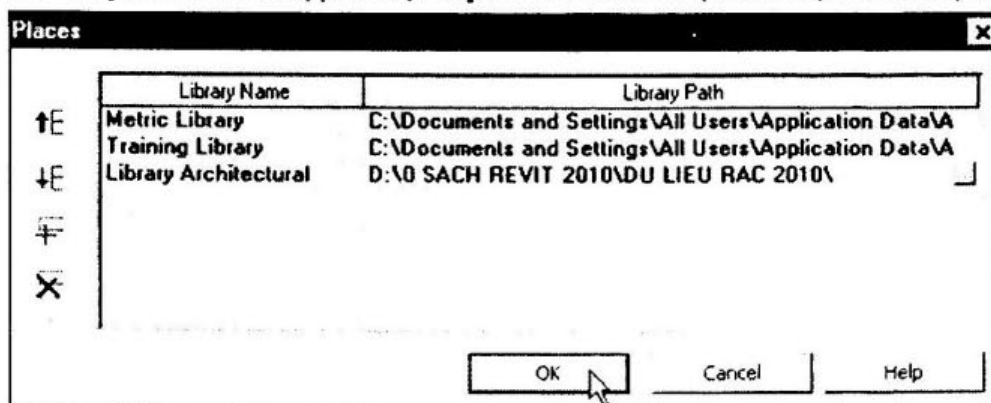 Places
Library Name Library Path
Metric Library C:\Documents and Settings\All Users\Application Data\A
Training Library C:\Documents and Settings\All Users\Application Data\A
Library Architectural D:\0 SACH REVIT 2010\DU LIEU RAC 2010\
OK Cancel Help